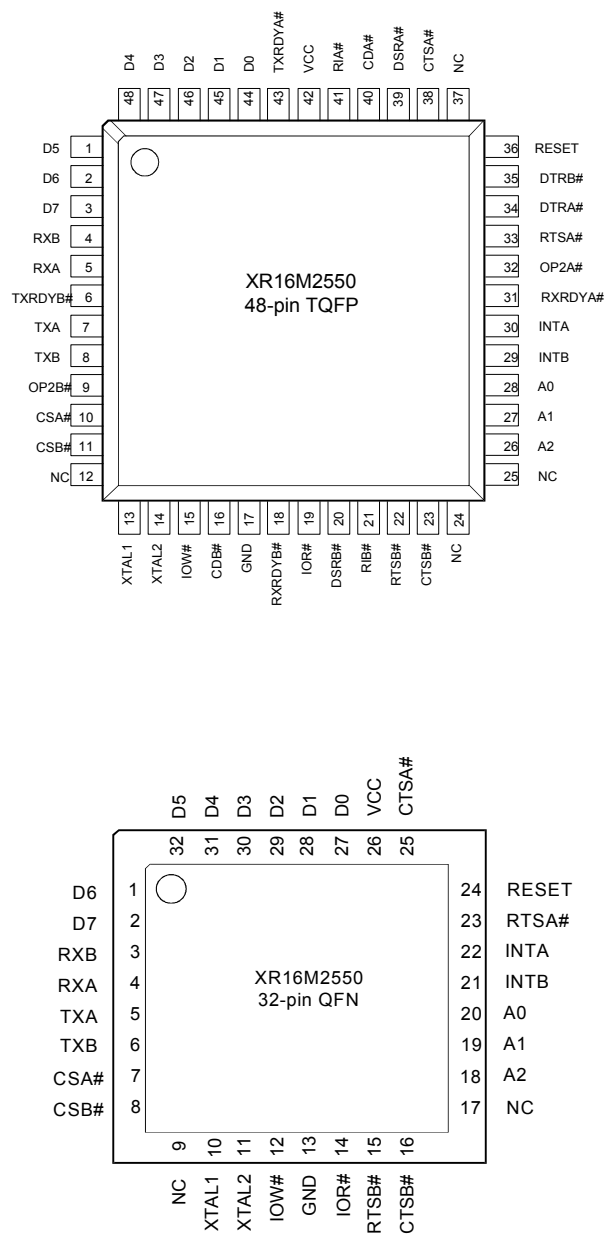 D4 D3 D2 D1 D0 TXRDYA# VCC RIA# CDA# DSRA# CTSA# NC
48 47 46 45 44 43 42 41 40 39 38 37
D5 1 36 RESET
D6 2 35 DTRB#
D7 3 34 DTRA#
RXB 4 33 RTSA#
RXA 5 32 OP2A#
TXRDYB# 6 31 RXRDYA#
TXA 7 30 INTA
TXB 8 29 INTB
OP2B# 9 28 A0
CSA# 10 27 A1
CSB# 11 26 A2
NC 12 25 NC
XR16M2550
48-pin TQFP
13 14 15 16 17 18 19 20 21 22 23 24
XTAL1 XTAL2 IOW# CDB# GND RXRDYB# IOR# DSRB# RIB# RTSB# CTSB# NC
D5 D4 D3 D2 D1 D0 VCC CTSA#
32 31 30 29 28 27 26 25
D6 1 24 RESET
D7 2 23 RTSA#
RXB 3 22 INTA
RXA 4 21 INTB
TXA 5 20 A0
TXB 6 19 A1
CSA# 7 18 A2
CSB# 8 17 NC
XR16M2550
32-pin QFN
9 10 11 12 13 14 15 16
NC XTAL1 XTAL2 IOW# GND IOR# RTSB# CTSB#